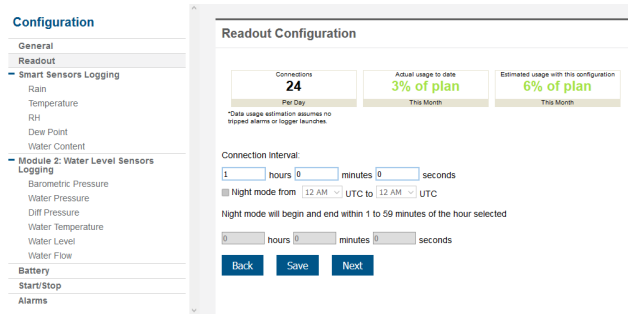 Configuration
General
Readout
Smart Sensors Logging
Rain
Temperature
RH
Dew Point
Water Content
Module 2: Water Level Sensors
Logging
Barometric Pressure
Water Pressure
Diff Pressure
Water Temperature
Water Level
Water Flow
Battery
Start/Stop
Alarms
Readout Configuration
Connections
24
Per Day
Actual usage to date
3% of plan
This Month
Estimated usage with this configuration
6% of plan
This Month
*Data usage estimation assumes no
tripped alarms or logger launches.
Connection Interval:
1 hours 0 minutes 0 seconds
Night mode from 12 AM UTC to 12 AM UTC
Night mode will begin and end within 1 to 59 minutes of the hour selected
0 hours 0 minutes 0 seconds
Back Save Next